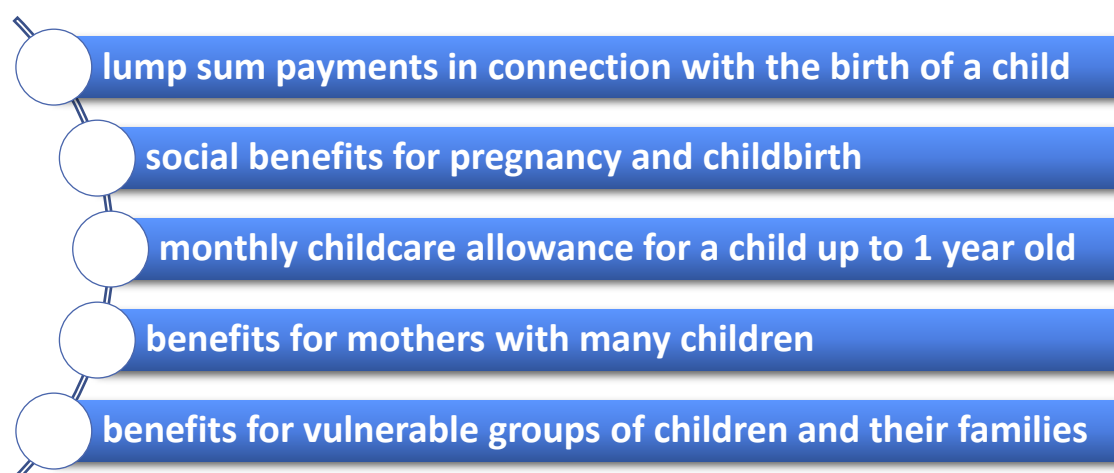 lump sum payments in connection with the birth of a child
social benefits for pregnancy and childbirth
monthly childcare allowance for a child up to 1 year old
benefits for mothers with many children
benefits for vulnerable groups of children and their families